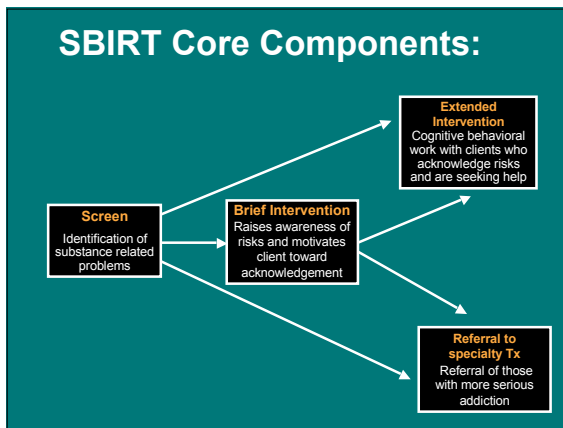 SBIRT Core Components:
Extended
Intervention
Cognitive behavioral
work with clients who
acknowledge risks
and are seeking help
Screen
Identification of
substance related
problems
Brief Intervention
Raises awareness of
risks and motivates
client toward
acknowledgement
Referral to
specialty Tx
Referral of those
with more serious
addiction